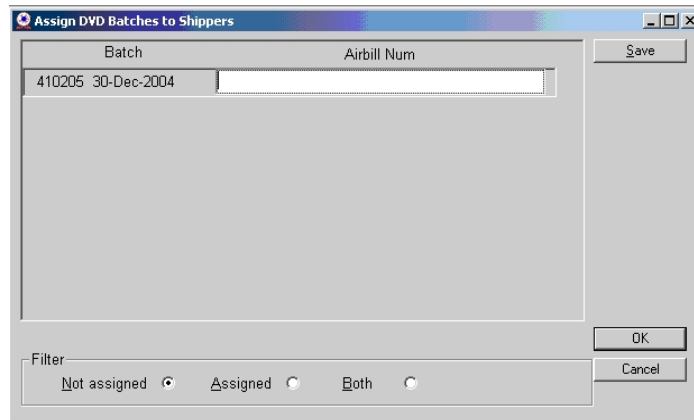 Assign DVD Batches to Shippers
Batch Airbill Num
Save
410205 30-Dec-2004
OK
Filter
Not assigned Assigned Both
Cancel